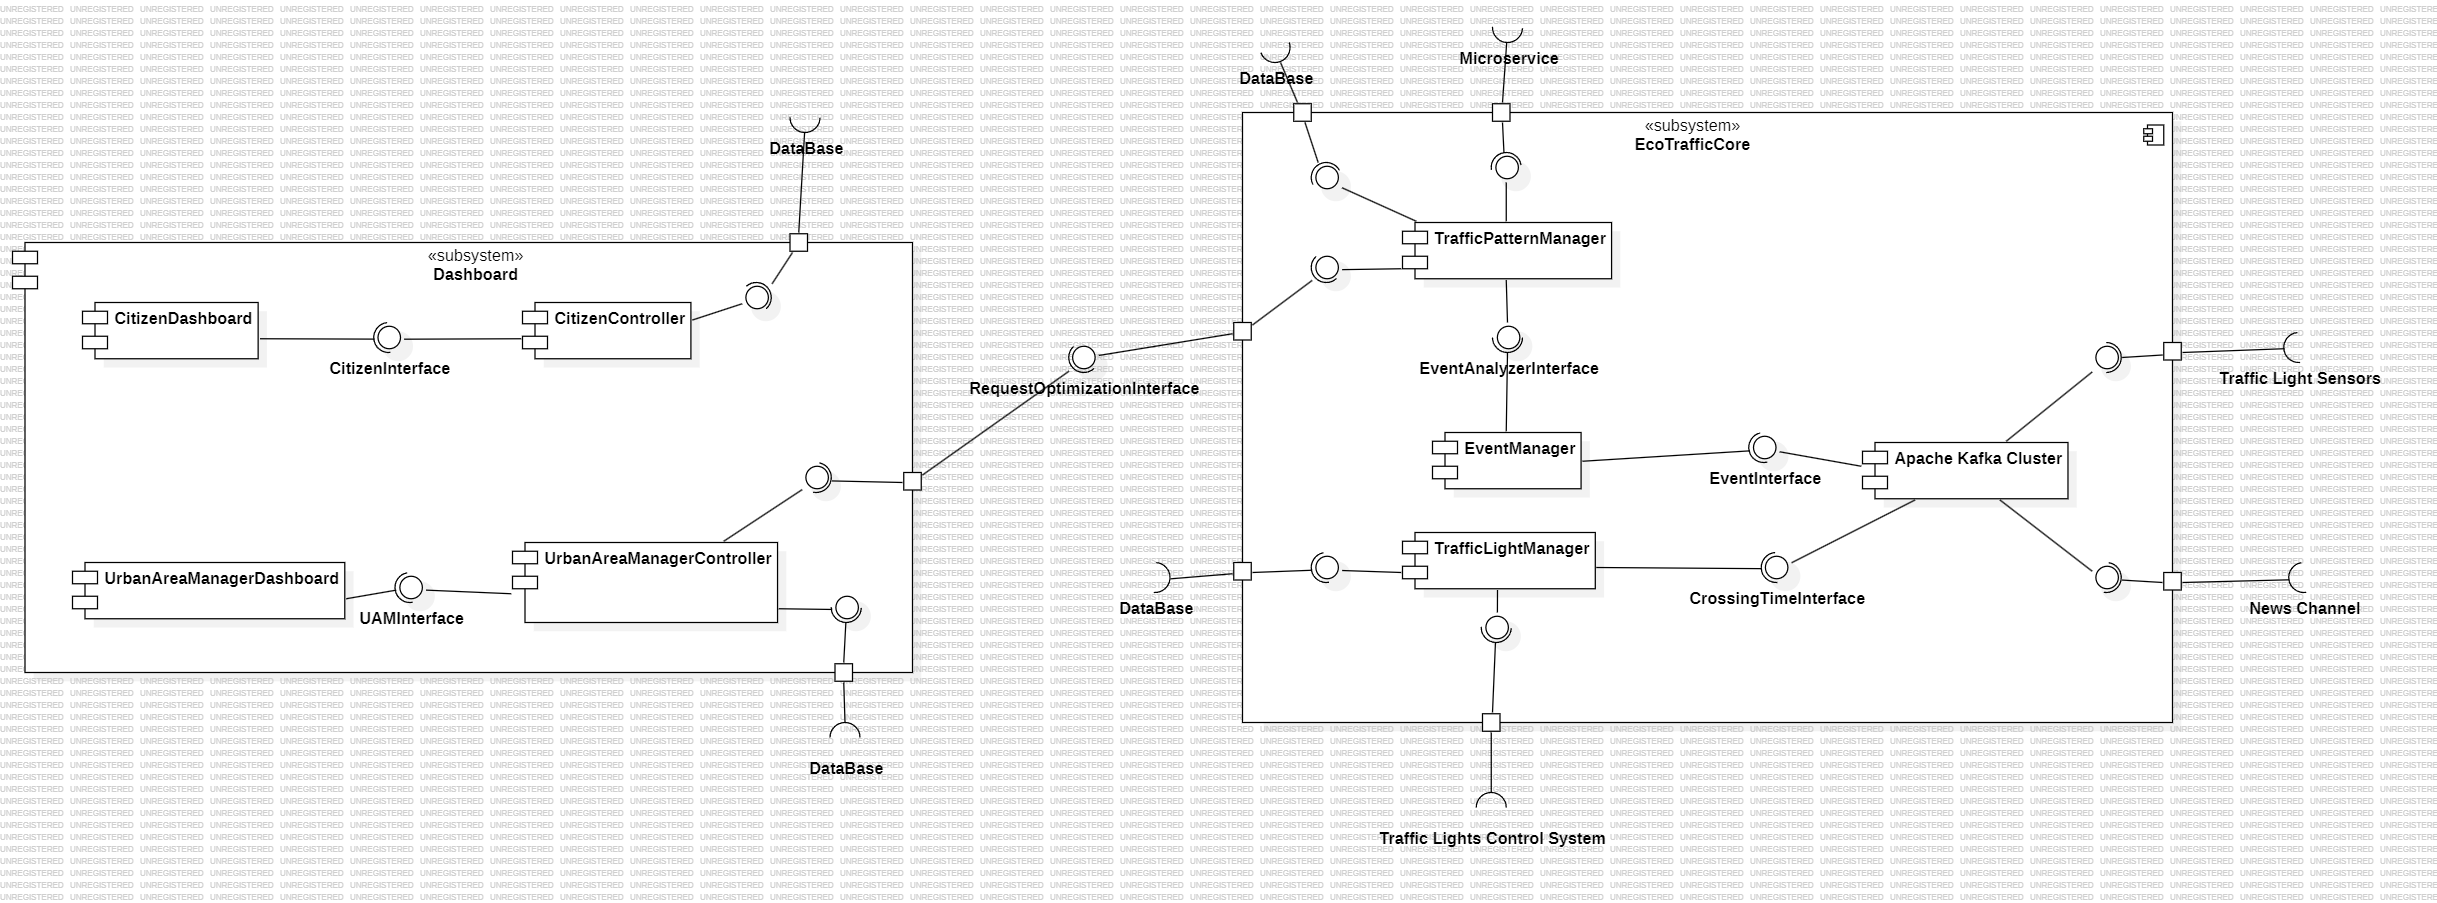 DataBase
Microservice
DataBase
«subsystem»
EcoTrafficCore
DataBase
«subsystem»
Dashboard
TrafficPatternManager
CitizenDashboard
CitizenController
CitizenInterface
EventAnalyzerInterface
RequestOptimizationInterface
Traffic Light Sensors
EventManager
Apache Kafka Cluster
EventInterface
UrbanAreaManagerController
TrafficLightManager
UrbanAreaManagerDashboard
UAMInterface
CrossingTimeInterface
DataBase
News Channel
DataBase
Traffic Lights Control System
UNREGISTERED